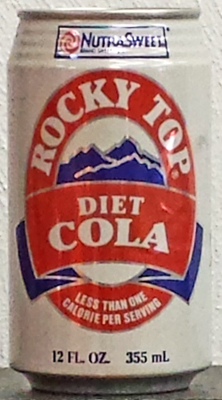 NUTRASWEET
ROCKY TOP
DIET
COLA
LESS THAN ONE
CALORIE PER SERVING
12 FL. OZ. 355 mL